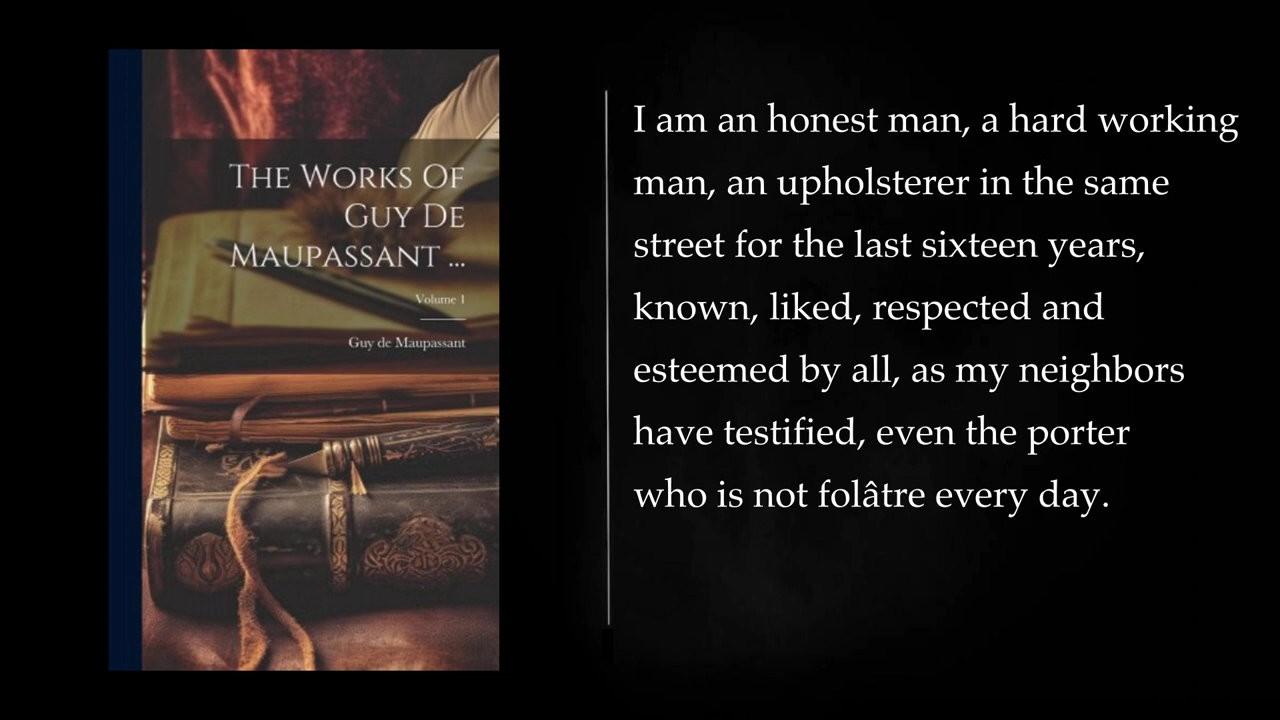 The Works Of
Guy De
Maupassant ...
Volume 1
Guy de Maupassant
I am an honest man, a hard working
man, an upholsterer in the same
street for the last sixteen years,
known, liked, respected and
esteemed by all, as my neighbors
have testified, even the porter
who is not folâtre every day.